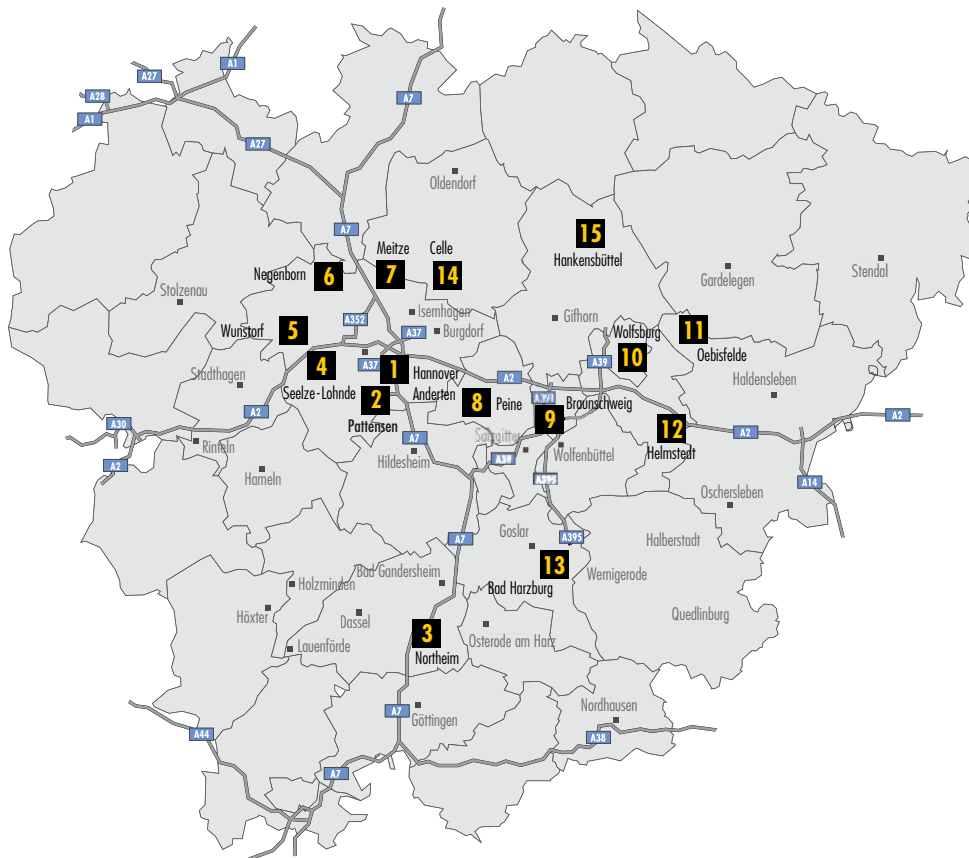 A1
A27
A7
A28
A1
A27
Oldendorf
A7
15
Hankensbüttel
Meitze
Celle
Negenborn
6
7
14
Gardelegen
Stendal
Stolzenau
Isernhagen
A352
Gifhorn
Wunstorf
5
A37
Burgdorf
Wolfsburg
11
Oebisfelde
A39
10
4
A37
1
Hannover
Anderten
Stadthagen
A2
Haldensleben
Seelze-Lohnde
2
8
Peine
A391
Braunschweig
9
A2
Pattensen
A30
12
A2
A2
Rinteln
A7
Salzgitter
Hildesheim
Wolfenbüttel
Helmstedt
A2
A39
Hameln
A395
A14
Oschersleben
Goslar
A7
A395
Halberstadt
13
Bad Harzburg
Wernigerode
Bad Gandersheim
Holzminden
Höxter
Dassel
Quedlinburg
3
Northeim
Osterode am Harz
Lauenförde
A7
Göttingen
Nordhausen
A44
A38
A7